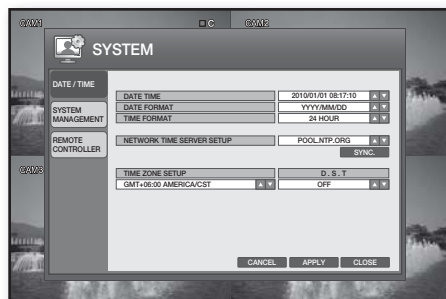 CAM1 C CAM2
SYSTEM
DATE / TIME
SYSTEM MANAGEMENT
REMOTE CONTROLLER
DATE TIME 2010/01/01 08:17:10
DATE FORMAT YYYY/MM/DD
TIME FORMAT 24 HOUR
NETWORK TIME SERVER SETUP POOL.NTP.ORG
SYNC.
CAM3
TIME ZONE SETUP D . S . T
GMT+06:00 AMERICA/CST OFF
CANCEL APPLY CLOSE